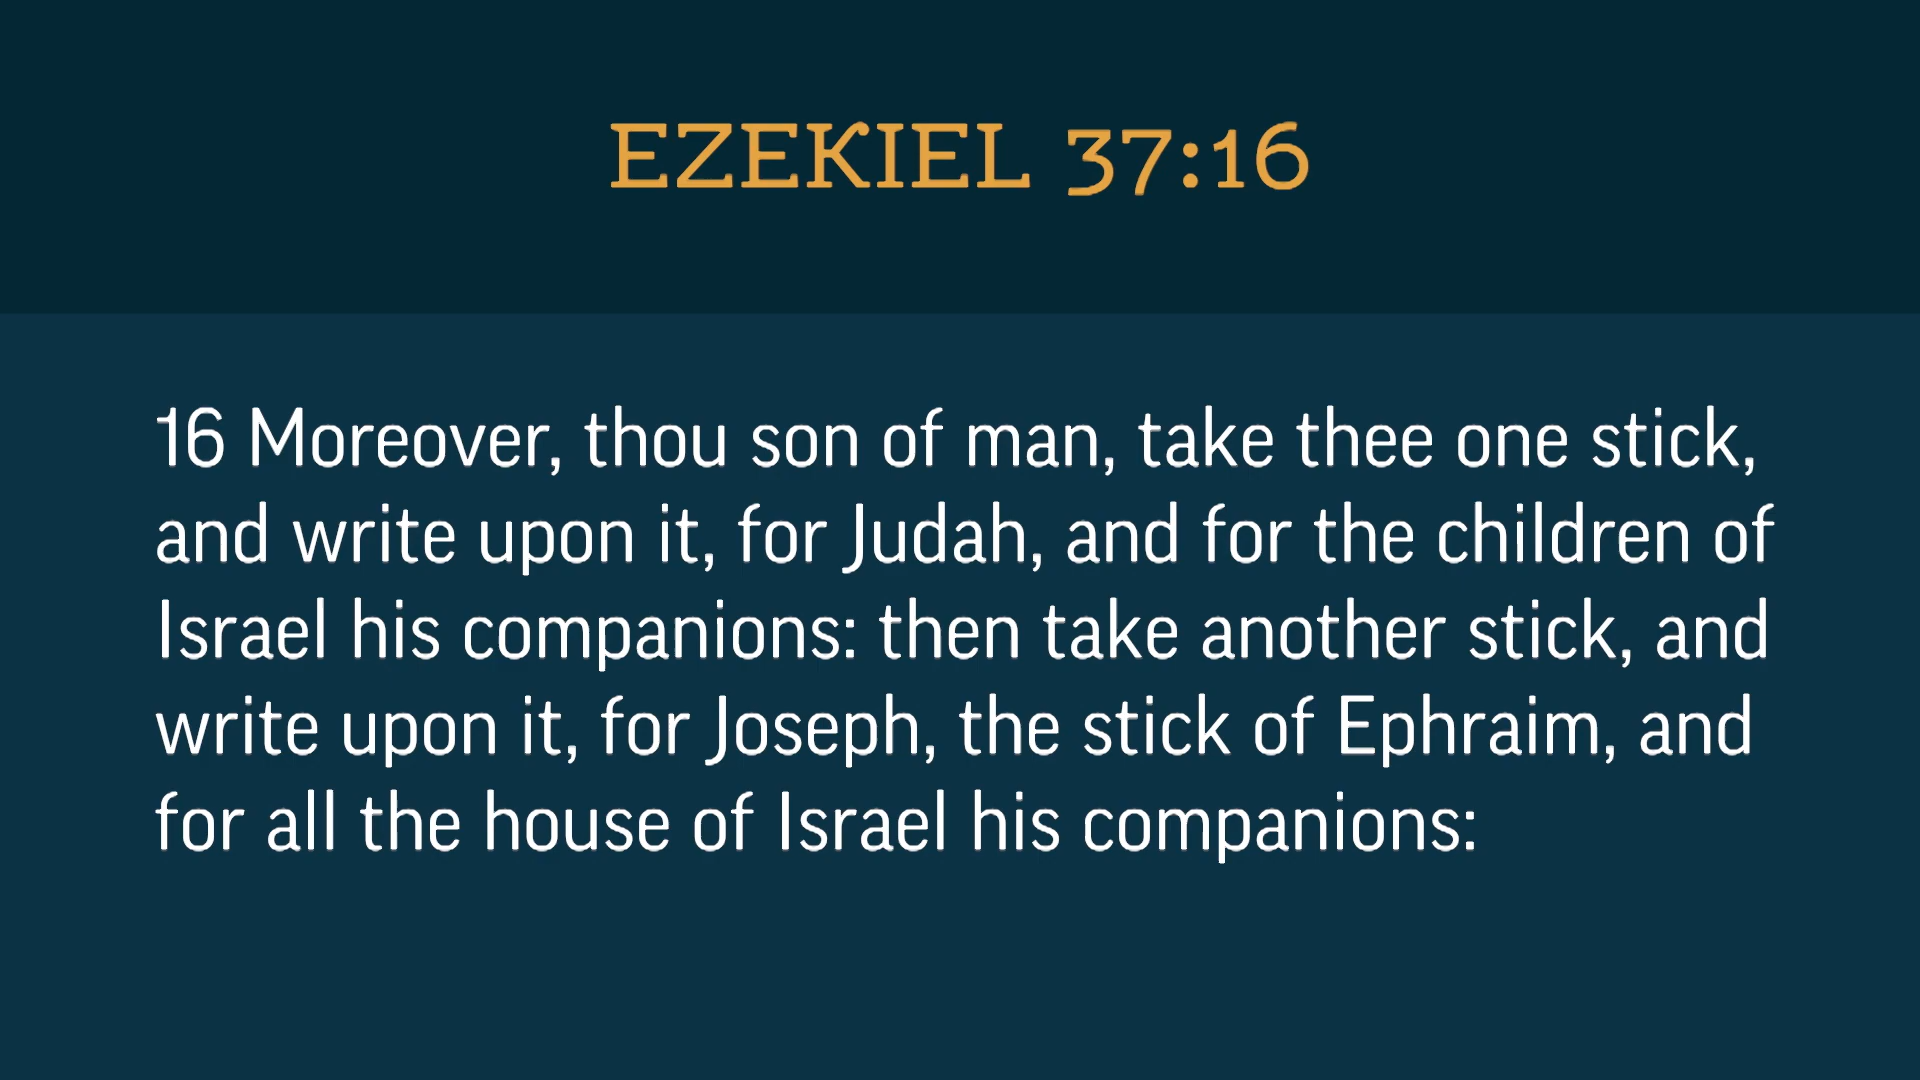 EZEKIEL 37:16
16 Moreover, thou son of man, take thee one stick,
and write upon it, for Judah, and for the children of
Israel his companions: then take another stick, and
write upon it, for Joseph, the stick of Ephraim, and
for all the house of Israel his companions: